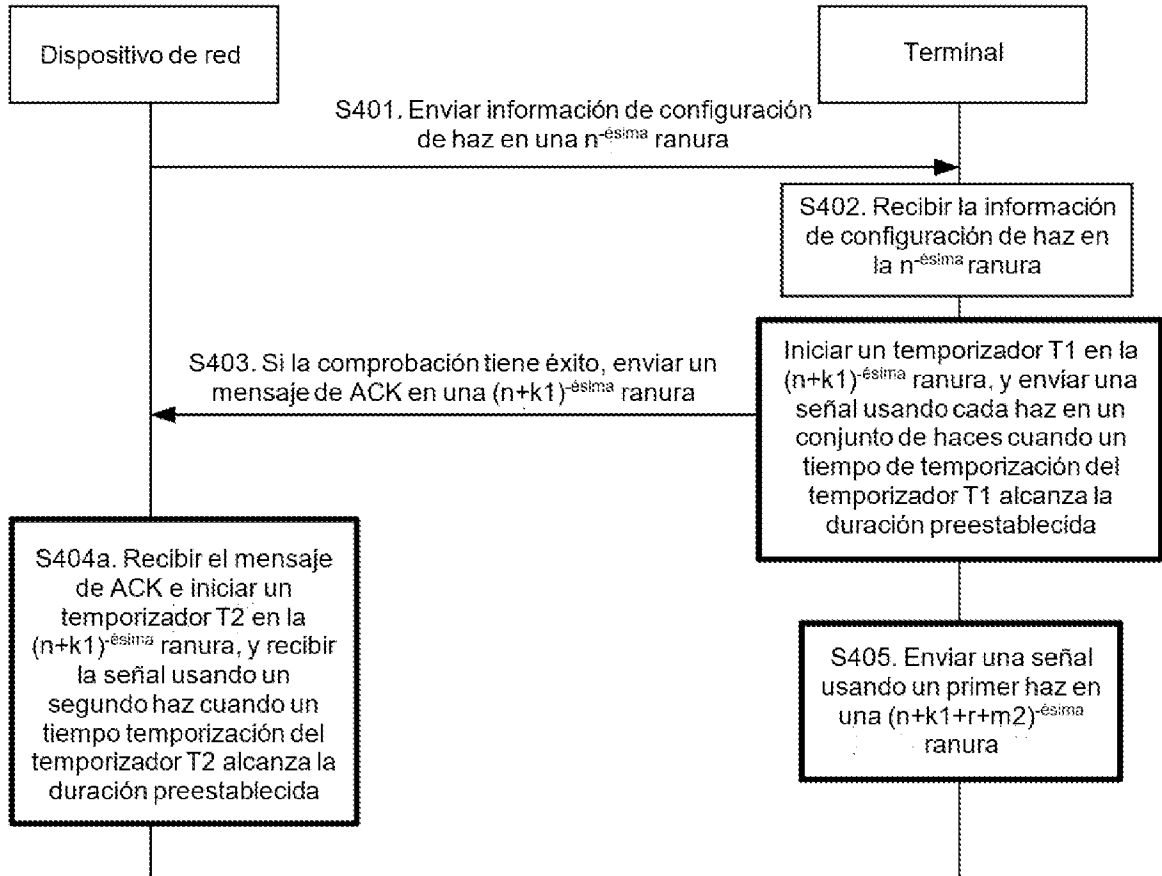 Dispositivo de red
Terminal
S401. Enviar información de configuración
de haz en una n-ésima ranura
S402. Recibir la información
de configuración de haz en
la n-ésima ranura
S403. Si la comprobación tiene éxito, enviar un
mensaje de ACK en una (n+k1)-ésima ranura
Iniciar un temporizador T1 en la
(n+k1)-ésima ranura, y enviar una
señal usando cada haz en un
conjunto de haces cuando un
tiempo de temporización del
temporizador T1 alcanza la
duración preestablecida
S404a. Recibir el mensaje
de ACK e iniciar un
temporizador T2 en la
(n+k1)-ésima ranura, y recibir
la señal usando un
segundo haz cuando un
tiempo temporización del
temporizador T2 alcanza la
duración preestablecida
S405. Enviar una señal
usando un primer haz en
una (n+k1+r+m2)-ésima
ranura